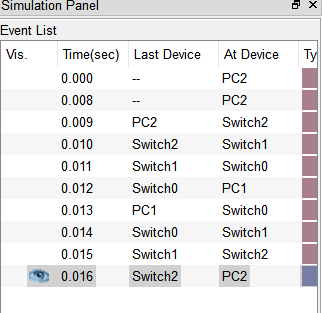 Simulation Panel
Event List
Vis. Time(sec) Last Device At Device Ty
0.000 -- PC2
0.008 -- PC2
0.009 PC2 Switch2
0.010 Switch2 Switch1
0.011 Switch1 Switch0
0.012 Switch0 PC1
0.013 PC1 Switch0
0.014 Switch0 Switch1
0.015 Switch1 Switch2
0.016 Switch2 PC2